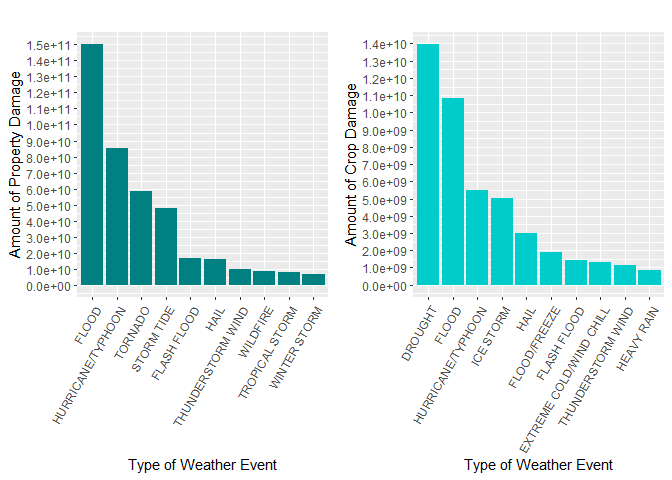 Amount of Property Damage
1.5e+11
1.4e+11
1.3e+11
1.2e+11
1.1e+11
1.0e+11
9.0e+10
8.0e+10
7.0e+10
6.0e+10
5.0e+10
4.0e+10
3.0e+10
2.0e+10
1.0e+10
0.0e+00
FLOOD
HURRICANE/TYPHOON
TORNADO
STORM TIDE
FLASH FLOOD
HAIL
THUNDERSTORM WIND
WILDFIRE
TROPICAL STORM
WINTER STORM
Type of Weather Event
Amount of Crop Damage
1.4e+10
1.3e+10
1.2e+10
1.1e+10
1.0e+10
9.0e+09
8.0e+09
7.0e+09
6.0e+09
5.0e+09
4.0e+09
3.0e+09
2.0e+09
1.0e+09
0.0e+00
DROUGHT
FLOOD
HURRICANE/TYPHOON
ICE STORM
HAIL
FLOOD/FREEZE
FLASH FLOOD
EXTREME COLD/WIND CHILL
THUNDERSTORM WIND
HEAVY RAIN
Type of Weather Event